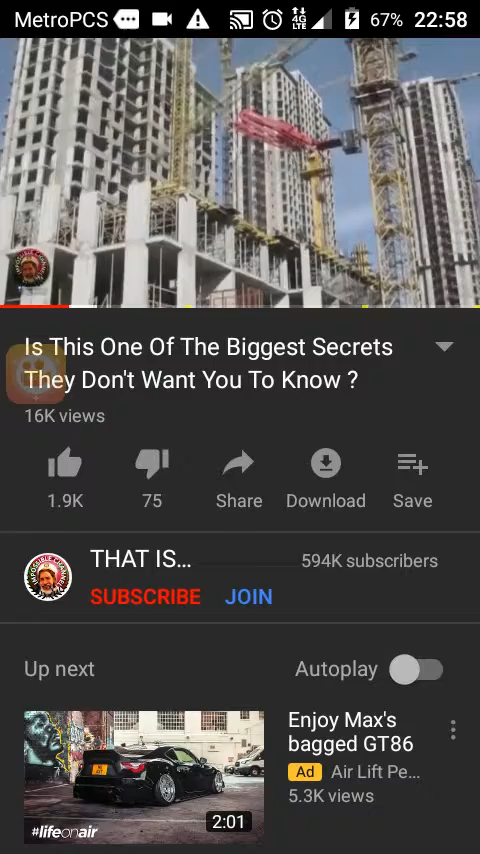 MetroPCS
4G
LTE
67% 22:58
Is This One Of The Biggest Secrets
They Don't Want You To Know ?
16K views
1.9K
75
Share
Download
Save
THAT IS...
594K subscribers
SUBSCRIBE
JOIN
Up next
Autoplay
Enjoy Max's
bagged GT86
Ad Air Lift Pe...
5.3K views
#lifeonair
2:01